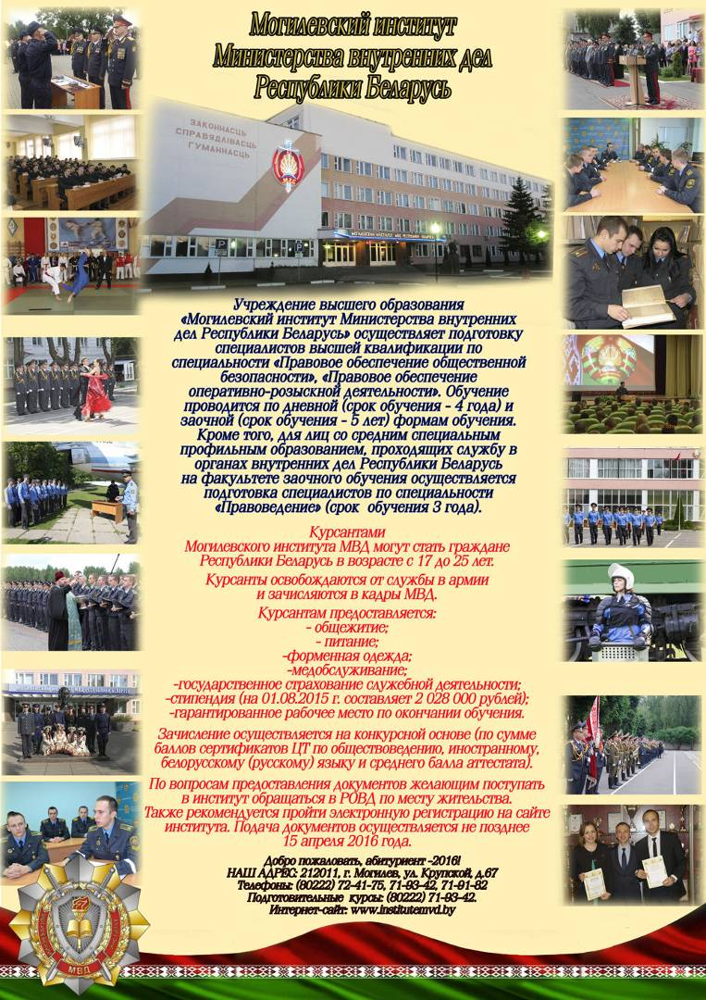 Могилевский институт
Министерства внутренних дел
Республики Беларусь
ЗАКОННАСЦЬ
СПРАВЯДЛІВАСЦЬ
ГУМАННАСЦЬ
Учреждение высшего образования
«Могилевский институт Министерства внутренних
дел Республики Беларусь» осуществляет подготовку
специалистов высшей квалификации по
специальности «Правовое обеспечение общественной
безопасности», «Правовое обеспечение
оперативно-розыскной деятельности». Обучение
проводится по дневной (срок обучения - 4 года) и
заочной (срок обучения - 5 лет) формам обучения.
Кроме того, для лиц со средним специальным
профильным образованием, проходящих службу в
органах внутренних дел Республики Беларусь
на факультете заочного обучения осуществляется
подготовка специалистов по специальности
«Правоведение» (срок обучения 3 года).
Курсантами
Могилевского института МВД могут стать граждане
Республики Беларусь в возрасте с 17 до 25 лет.
Курсанты освобождаются от службы в армии
и зачисляются в кадры МВД.
Курсантам предоставляется:
- общежитие;
- питание;
-форменная одежда;
-медобслуживание;
-государственное страхование служебной деятельности;
-стипендия (на 01.08.2015 г. составляет 2 028 000 рублей);
-гарантированное рабочее место по окончании обучения.
Зачисление осуществляется на конкурсной основе (по сумме
баллов сертификатов ЦТ по обществоведению, иностранному,
белорусскому (русскому) языку и среднего балла аттестата).
По вопросам предоставления документов желающим поступать
в институт обращаться в РОВД по месту жительства.
Также рекомендуется пройти электронную регистрацию на сайте
института. Подача документов осуществляется не позднее
15 апреля 2016 года.
Добро пожаловать, абитуриент -2016!
НАШ АДРЕС: 212011, г. Могилев, ул. Крупской, д.67
Телефоны: (80222) 72-41-75, 71-93-42, 71-91-82
Подготовительные курсы: (80222) 71-93-42.
Интернет-сайт: www.institutemvd.by
МВД